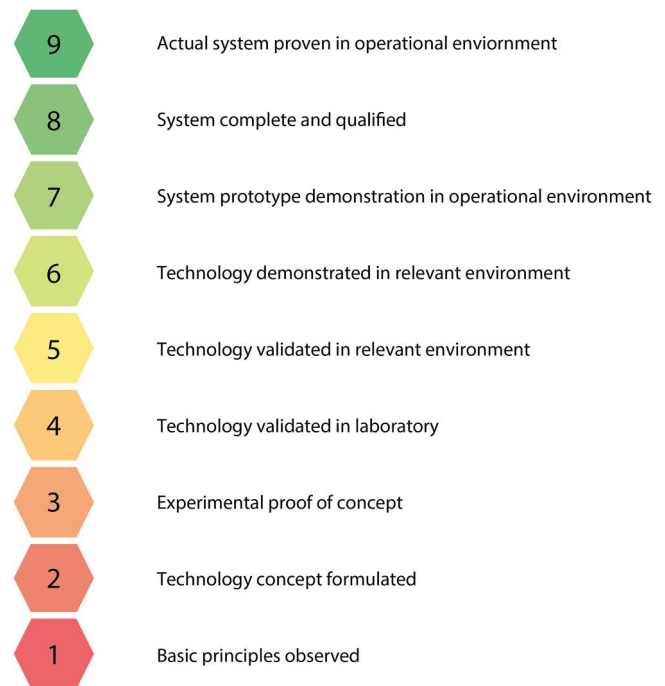 9 Actual system proven in operational enviornment
8 System complete and qualified
7 System prototype demonstration in operational environment
6 Technology demonstrated in relevant environment
5 Technology validated in relevant environment
4 Technology validated in laboratory
3 Experimental proof of concept
2 Technology concept formulated
1 Basic principles observed